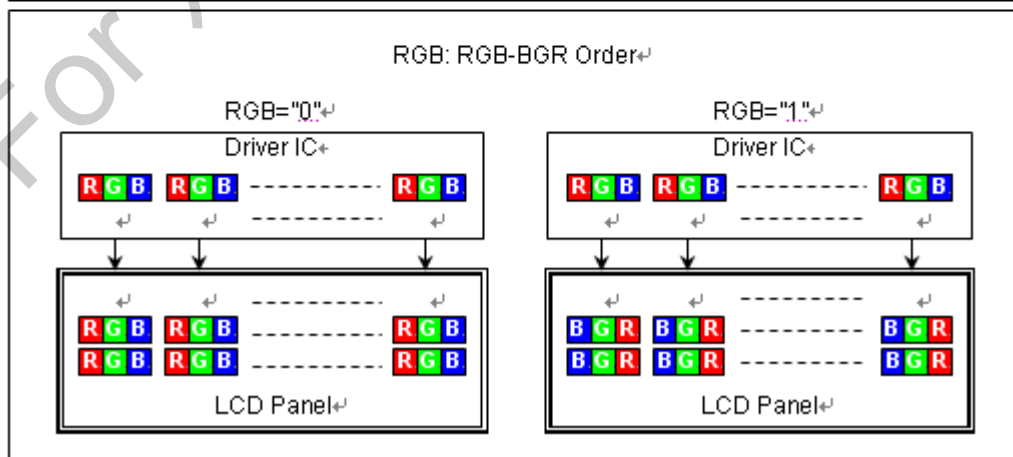 For
RGB: RGB-BGR Order
RGB="0"
Driver IC
R G B R G B ---------- R G B
----------
----------
R G B R G B ---------- R G B
R G B R G B ---------- R G B
LCD Panel
RGB="1"
Driver IC
R G B R G B ---------- R G B
----------
----------
B G R B G R ---------- B G R
B G R B G R ---------- B G R
LCD Panel